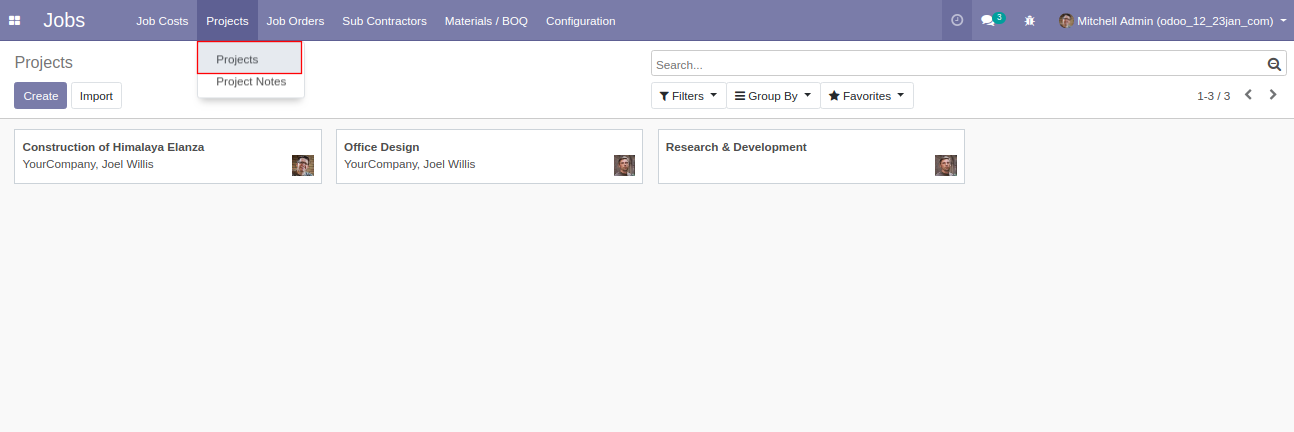 Jobs Job Costs Projects Job Orders Sub Contractors Materials / BOQ Configuration 3 Mitchell Admin (odoo_12_23jan_com)
Projects
Projects
Project Notes
Search...
Create Import
Filters Group By Favorites 1-3 / 3
Construction of Himalaya Elanza
YourCompany, Joel Willis
Office Design
YourCompany, Joel Willis
Research & Development